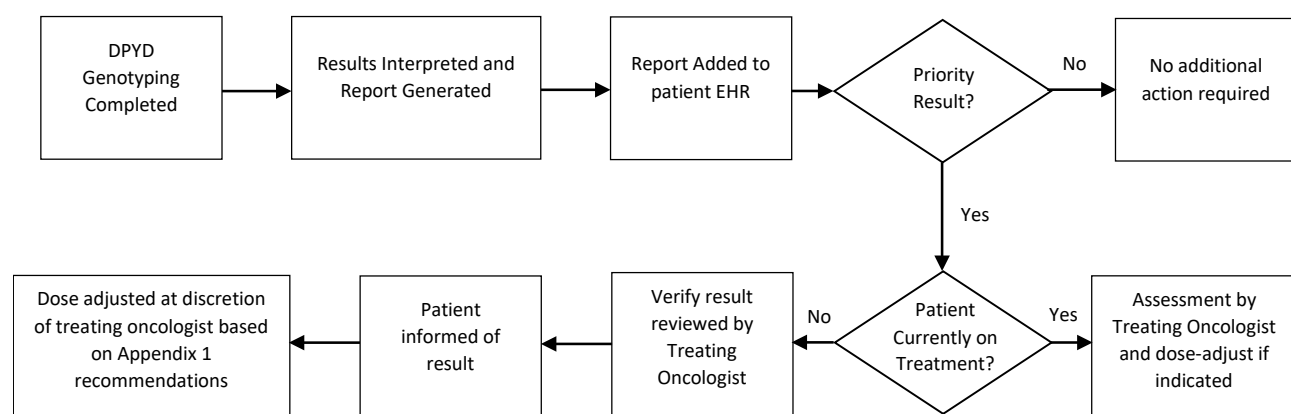 DPYD
Genotyping
Completed
Results Interpreted and
Report Generated
Report Added to
patient EHR
Priority
Result?
No
No additional
action required
Yes
Dose adjusted at discretion
of treating oncologist based
on Appendix 1
recommendations
Patient
informed of
result
Verify result
reviewed by
Treating
Oncologist
No
Patient
Currently on
Treatment?
Yes
Assessment by
Treating Oncologist
and dose-adjust if
indicated